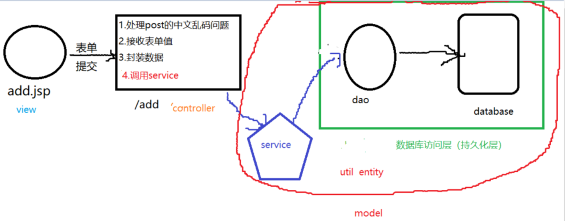 add.jsp
view
表单
提交
1.处理post的中文乱码问题
2.接收表单值
3.封装数据
4.调用service
/add
controller
service
dao
database
数据库访问层（持久化层）
util entity
model